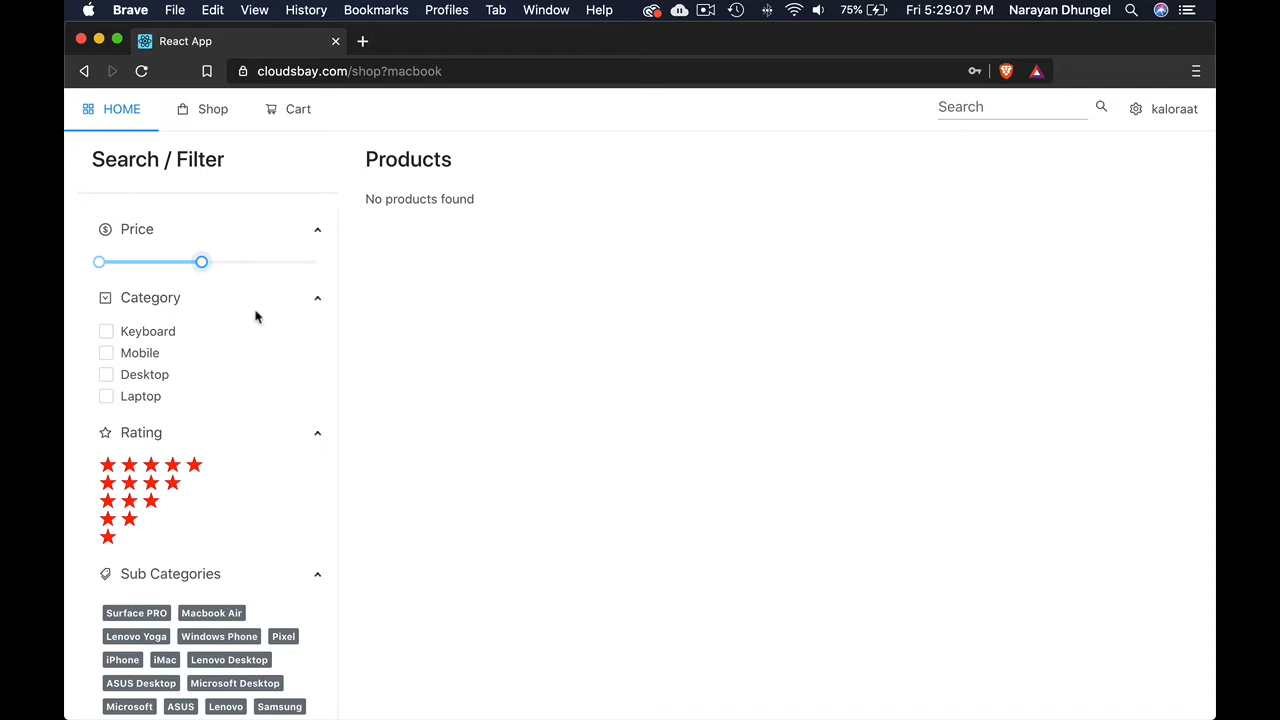 Brave File Edit View History Bookmarks Profiles Tab Window Help 75% Fri 5:29:07 PM Narayan Dhungel
React App
cloudsbay.com/shop?macbook
HOME Shop Cart Search kaloraat
Search / Filter
Products
No products found
Price
Category
Keyboard
Mobile
Desktop
Laptop
Rating
Sub Categories
Surface PRO Macbook Air
Lenovo Yoga Windows Phone Pixel
iPhone iMac Lenovo Desktop
ASUS Desktop Microsoft Desktop
Microsoft ASUS Lenovo Samsung